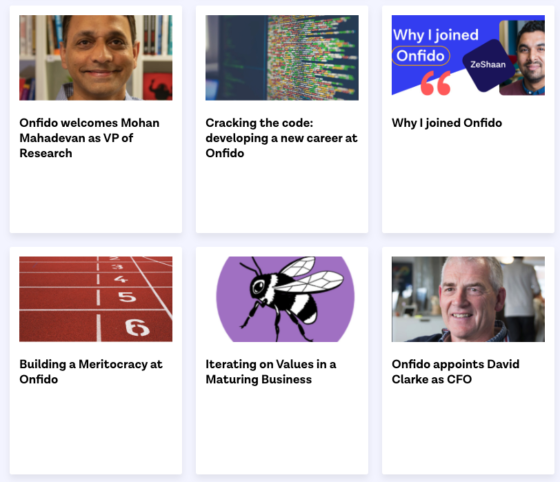 Why I joined
Onfido
ZeShaan
Onfido welcomes Mohan
Mahadevan as VP of
Research
Cracking the code:
developing a new career at
Onfido
Why I joined Onfido
4
5
6
Building a Meritocracy at
Onfido
Iterating on Values in a
Maturing Business
Onfido appoints David
Clarke as CFO